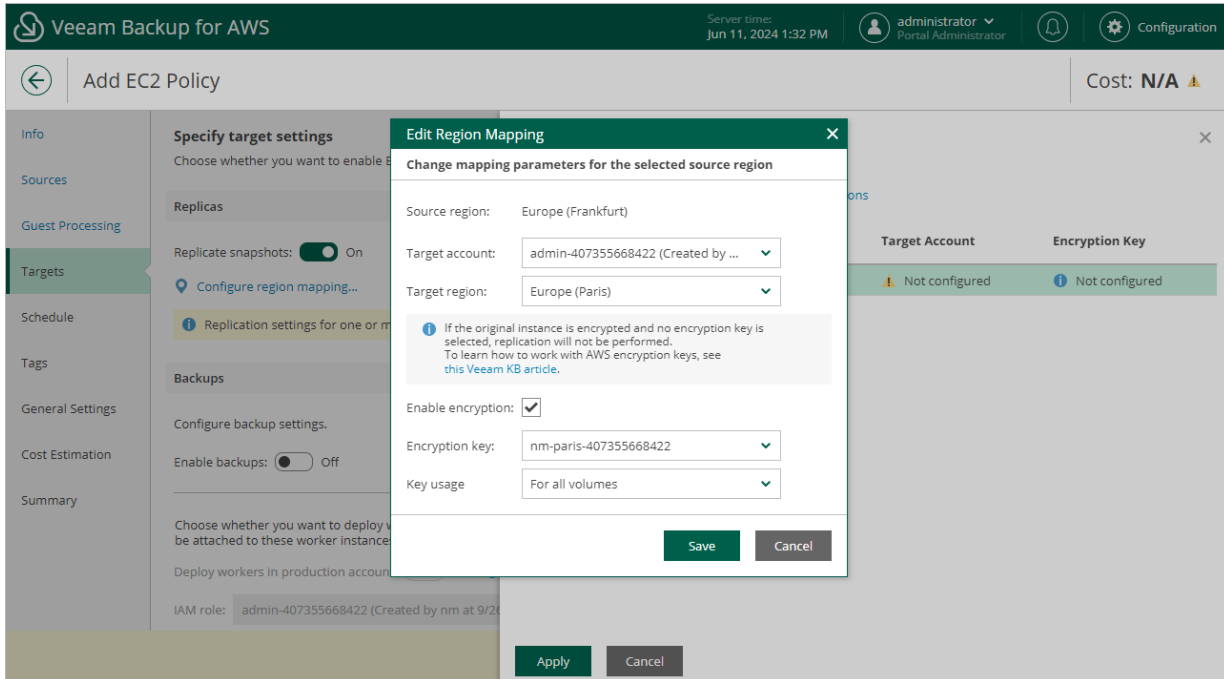 Veeam Backup for AWS
Server time:
Jun 11, 2024 1:32 PM
administrator
Portal Administrator
Configuration
Add EC2 Policy
Cost: N/A
Info
Sources
Guest Processing
Targets
Schedule
Tags
General Settings
Cost Estimation
Summary
Specify target settings
Choose whether you want to enable
Replicas
Replicate snapshots: On
Configure region mapping...
Replication settings for one or
Backups
Configure backup settings.
Enable backups: Off
Choose whether you want to deploy
be attached to these worker
Deploy workers in production
IAM role: admin-407355668422 (Created by nm at
Edit Region Mapping
Change mapping parameters for the selected source region
Source region: Europe (Frankfurt)
Target account: admin-407355668422 (Created by ...
Target region: Europe (Paris)
If the original instance is encrypted and no encryption key is
selected, replication will not be performed.
To learn how to work with AWS encryption keys, see
this Veeam KB article.
Enable encryption:
Encryption key: nm-paris-407355668422
Key usage For all volumes
Save Cancel
Target Account Encryption Key
Not configured Not configured
Apply Cancel